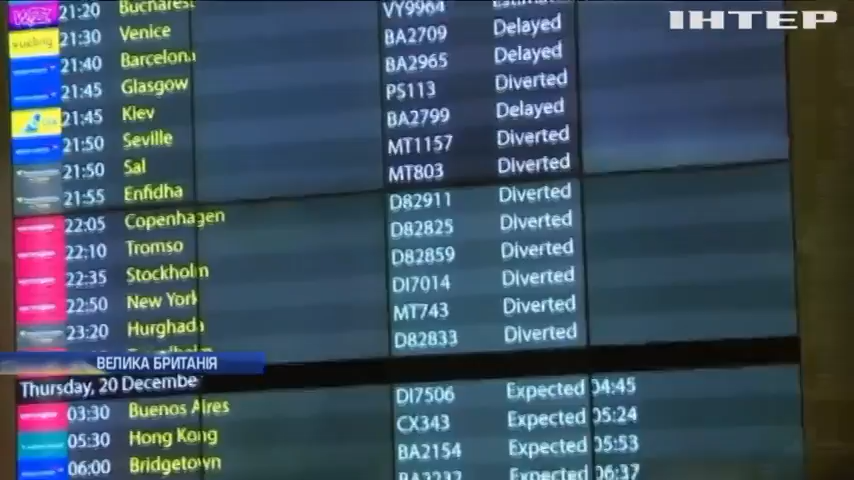 ІНТЕР
21:20 Bucharest
vueling 21:30 Venice VY9964 Estimated
21:40 Barcelona BA2709 Delayed
21:45 Glasgow BA2965 Delayed
21:45 Kiev PS113 Diverted
21:50 Seville BA2799 Delayed
21:50 Sal MT1157 Diverted
21:55 Enfidha MT803 Diverted
22:05 Copenhagen D82911 Diverted
22:10 Tromso D82825 Diverted
22:35 Stockholm D82859 Diverted
22:50 New York DI7014 Diverted
23:20 Hurghada MT743 Diverted
D82833 Diverted
ВЕЛИКА БРИТАНІЯ
Thursday, 20 December
03:30 Buenos Aires DI7506 Expected 04:45
05:30 Hong Kong CX343 Expected 05:24
06:00 Bridgetown BA2154 Expected 05:53
BA2237 Expected 06:37